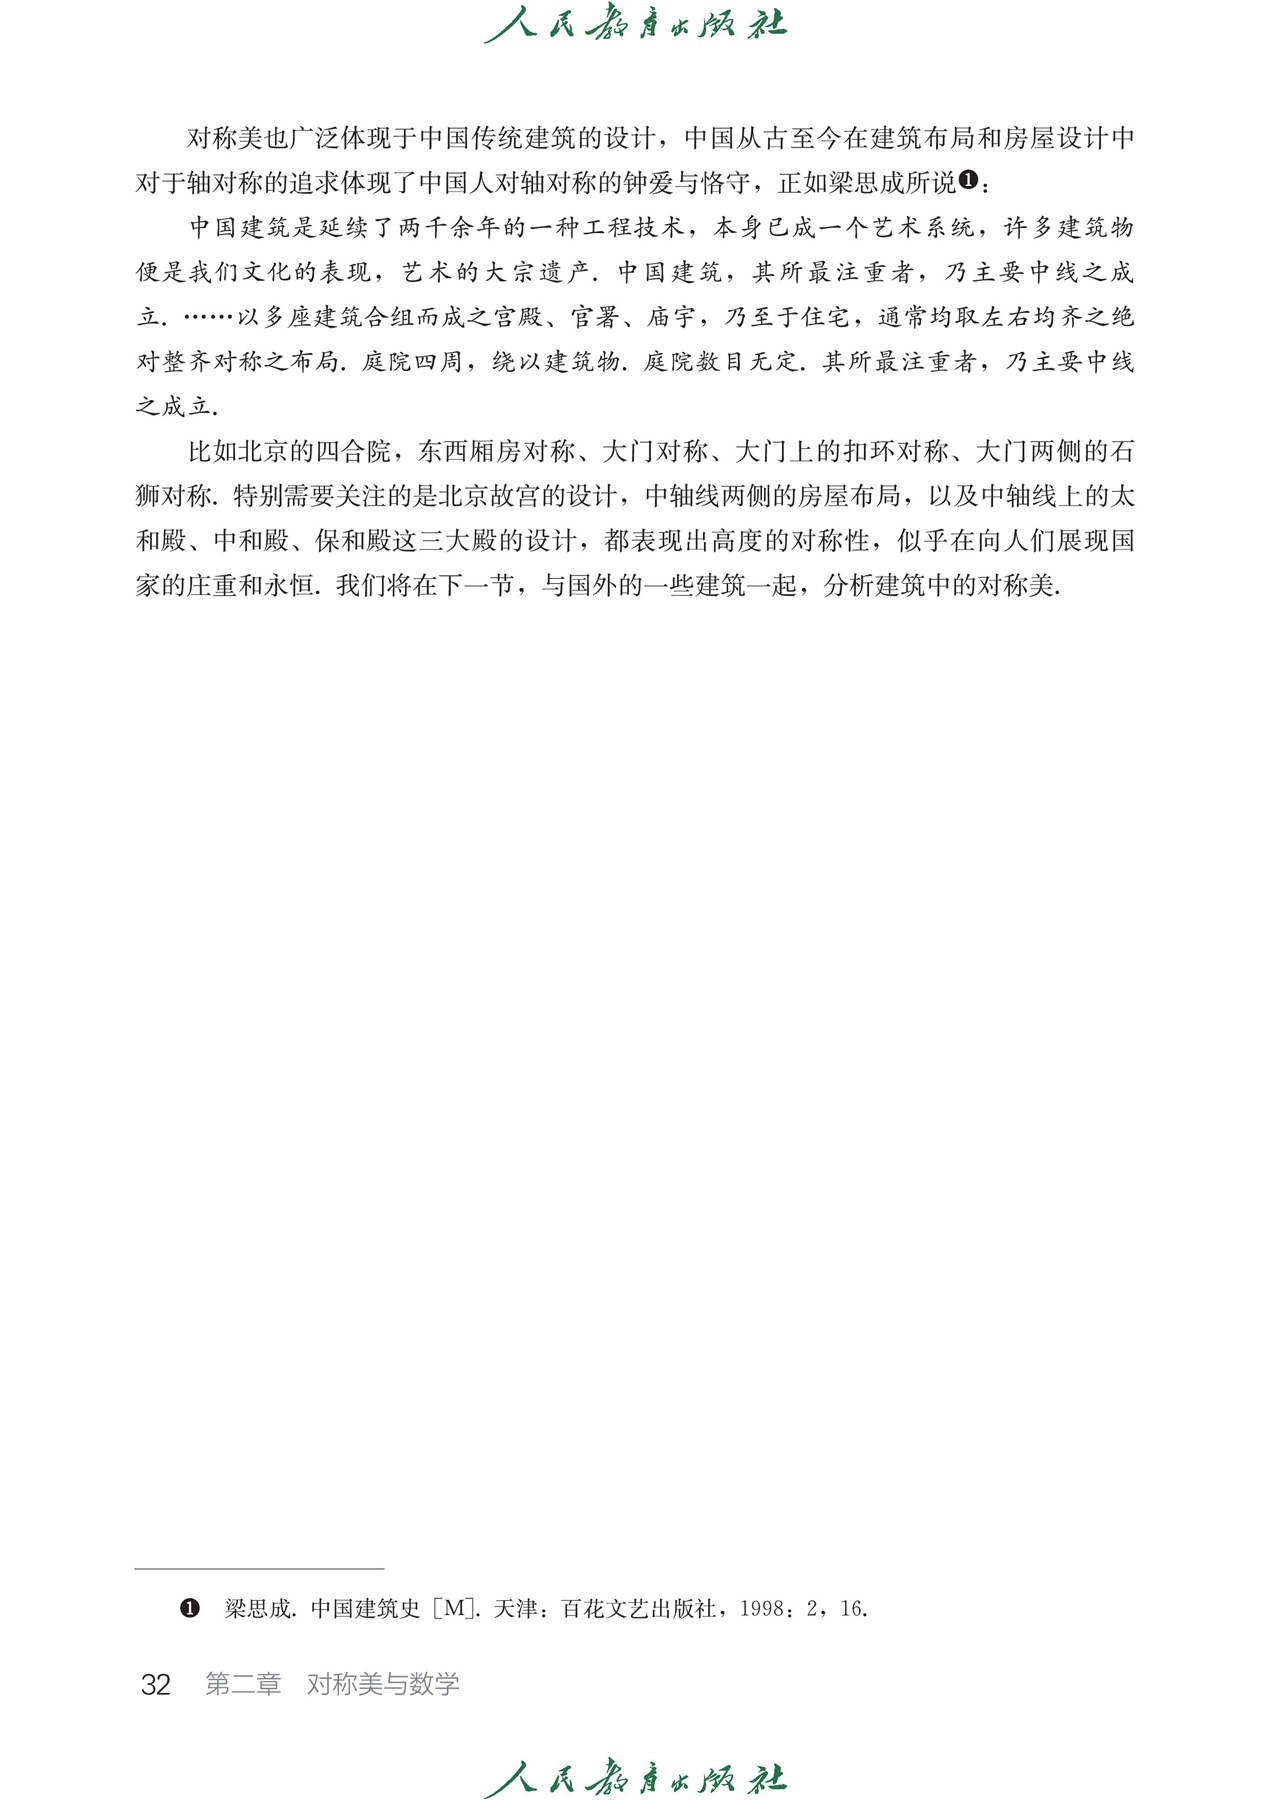 人民教育出版社
对称美也广泛体现于中国传统建筑的设计，中国从古至今在建筑布局和房屋设计中
对于轴对称的追求体现了中国人对轴对称的钟爱与恪守，正如梁思成所说❶：
中国建筑是延续了两千余年的一种工程技术，本身已成一个艺术系统，许多建筑物
便是我们文化的表现，艺术的大宗遗产．中国建筑，其所最注重者，乃主要中线之成
立．……以多座建筑合组而成之宫殿、官署、庙宇，乃至于住宅，通常均取左右均齐之绝
对整齐对称之布局．庭院四周，绕以建筑物．庭院数目无定．其所最注重者，乃主要中线
之成立．
比如北京的四合院，东西厢房对称、大门对称、大门上的扣环对称、大门两侧的石
狮对称．特别需要关注的是北京故宫的设计，中轴线两侧的房屋布局，以及中轴线上的太
和殿、中和殿、保和殿这三大殿的设计，都表现出高度的对称性，似乎在向人们展现国
家的庄重和永恒．我们将在下一节，与国外的一些建筑一起，分析建筑中的对称美．
❶ 梁思成．中国建筑史［M］．天津：百花文艺出版社，1998：2，16．
32 第二章 对称美与数学
人民教育出版社